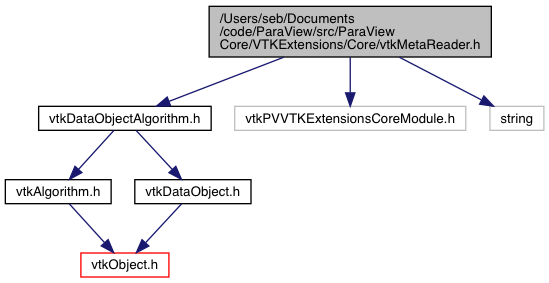 /Users/seb/Documents
/code/ParaView/src/ParaView
Core/VTKExtensions/Core/vtkMetaReader.h
vtkDataObjectAlgorithm.h
vtkPVVTKExtensionsCoreModule.h
string
vtkAlgorithm.h
vtkDataObject.h
vtkObject.h